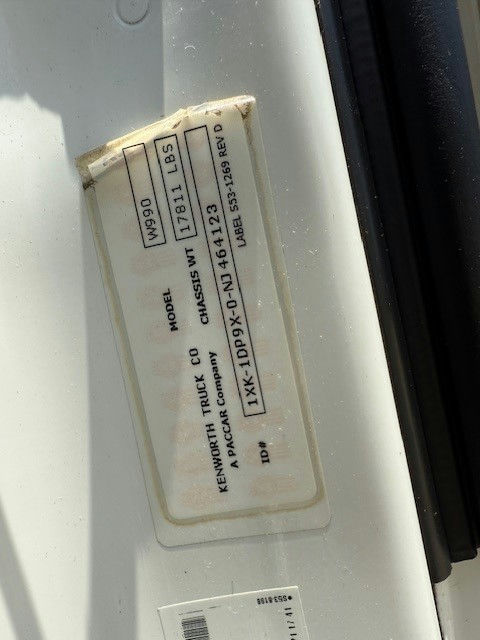 KENWORTH TRUCK CO MODEL W990
A PACCAR Company CHASSIS WT 17811 LBS
ID# 1XK-1DP9X-0-NJ464123
LABEL S53-1269 REV D